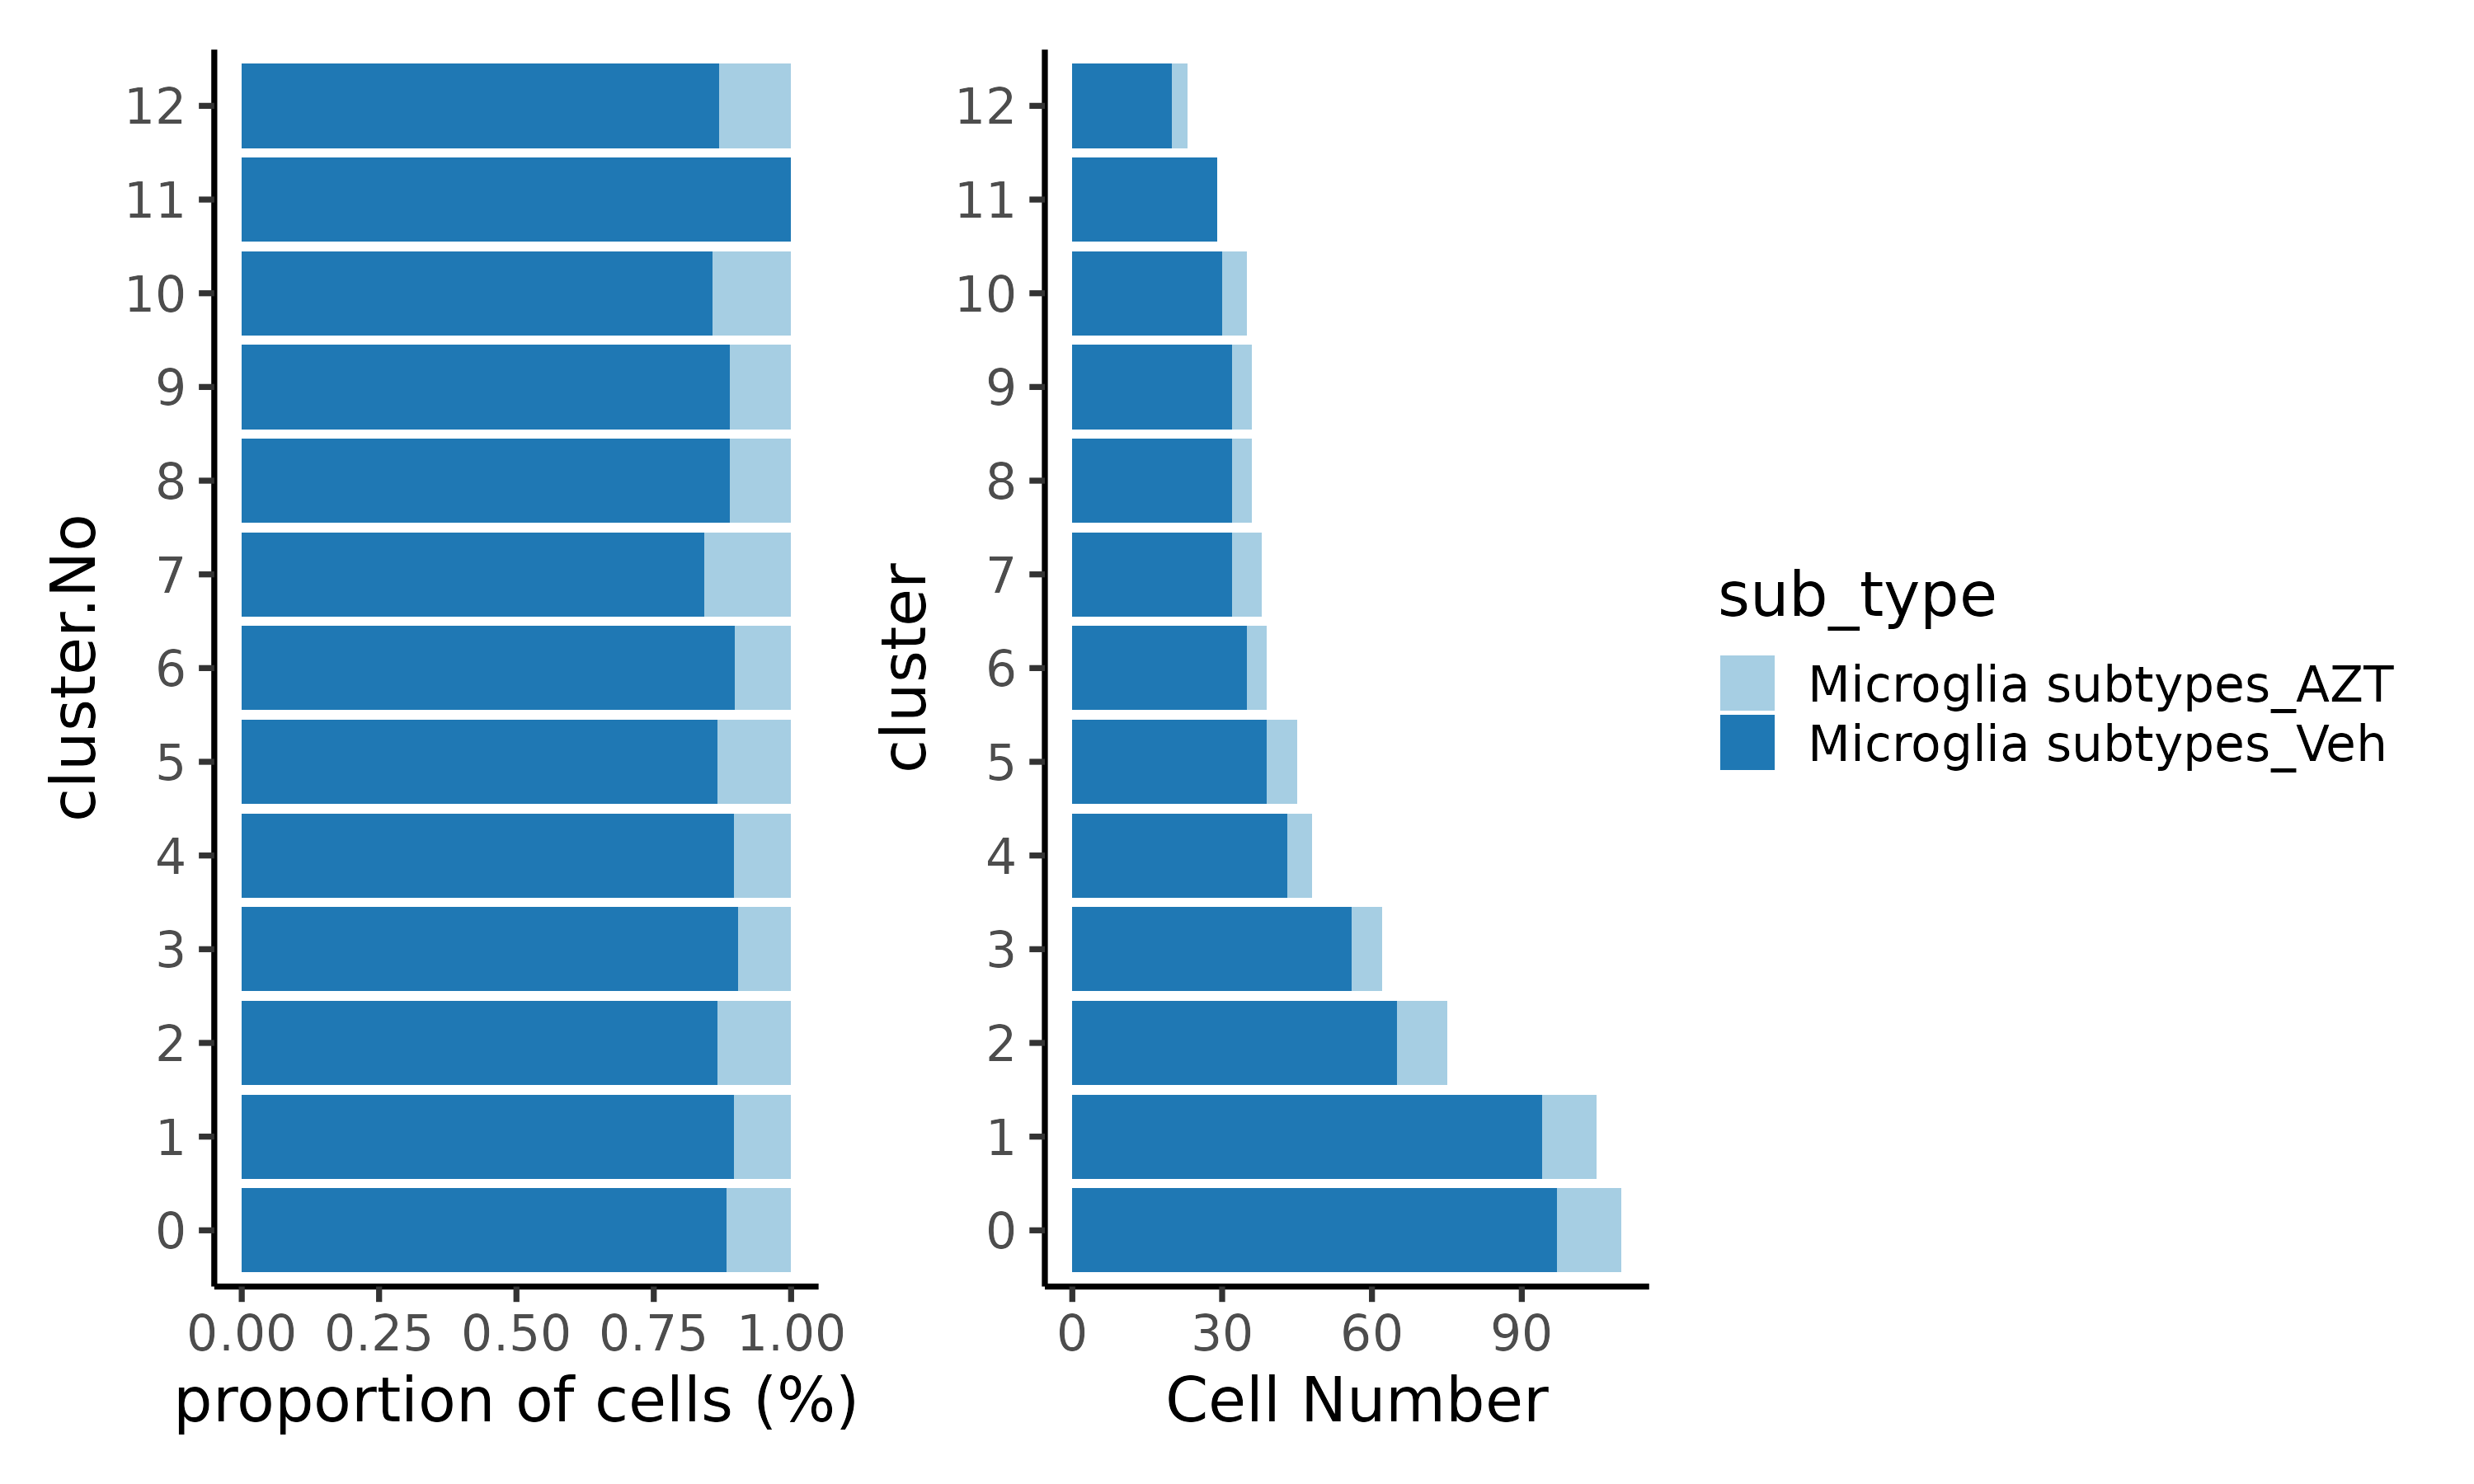 cluster.No
12
11
10
9
8
7
6
5
4
3
2
1
0
0.00 0.25 0.50 0.75 1.00
proportion of cells (%)
cluster
12
11
10
9
8
7
6
5
4
3
2
1
0
0 30 60 90
Cell Number
sub_type
Microglia subtypes_AZT
Microglia subtypes_Veh